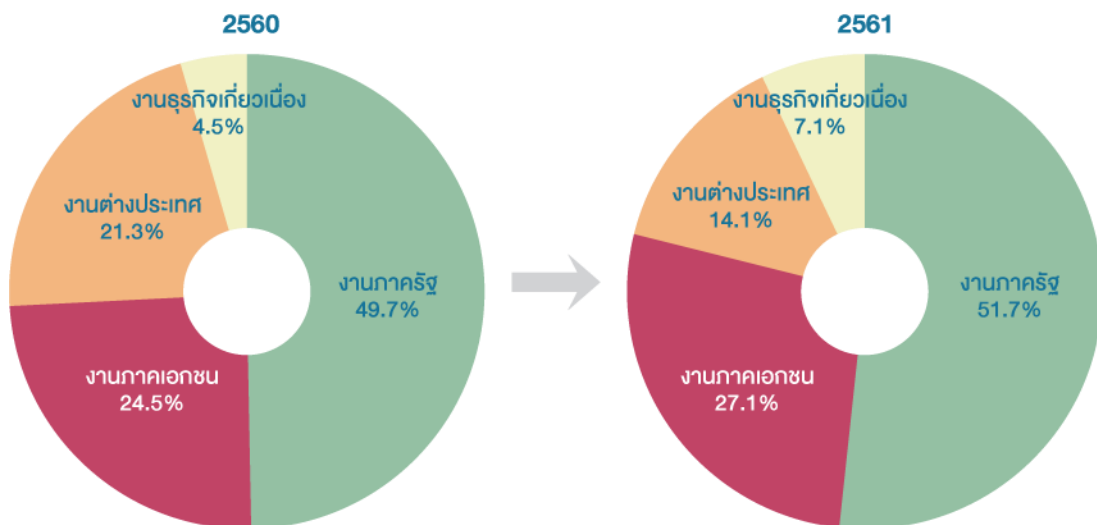 2560
งานธุรกิจเกี่ยวเนื่อง
4.5%
งานต่างประเทศ
21.3%
งานภาครัฐ
49.7%
งานภาคเอกชน
24.5%
2561
งานธุรกิจเกี่ยวเนื่อง
7.1%
งานต่างประเทศ
14.1%
งานภาครัฐ
51.7%
งานภาคเอกชน
27.1%